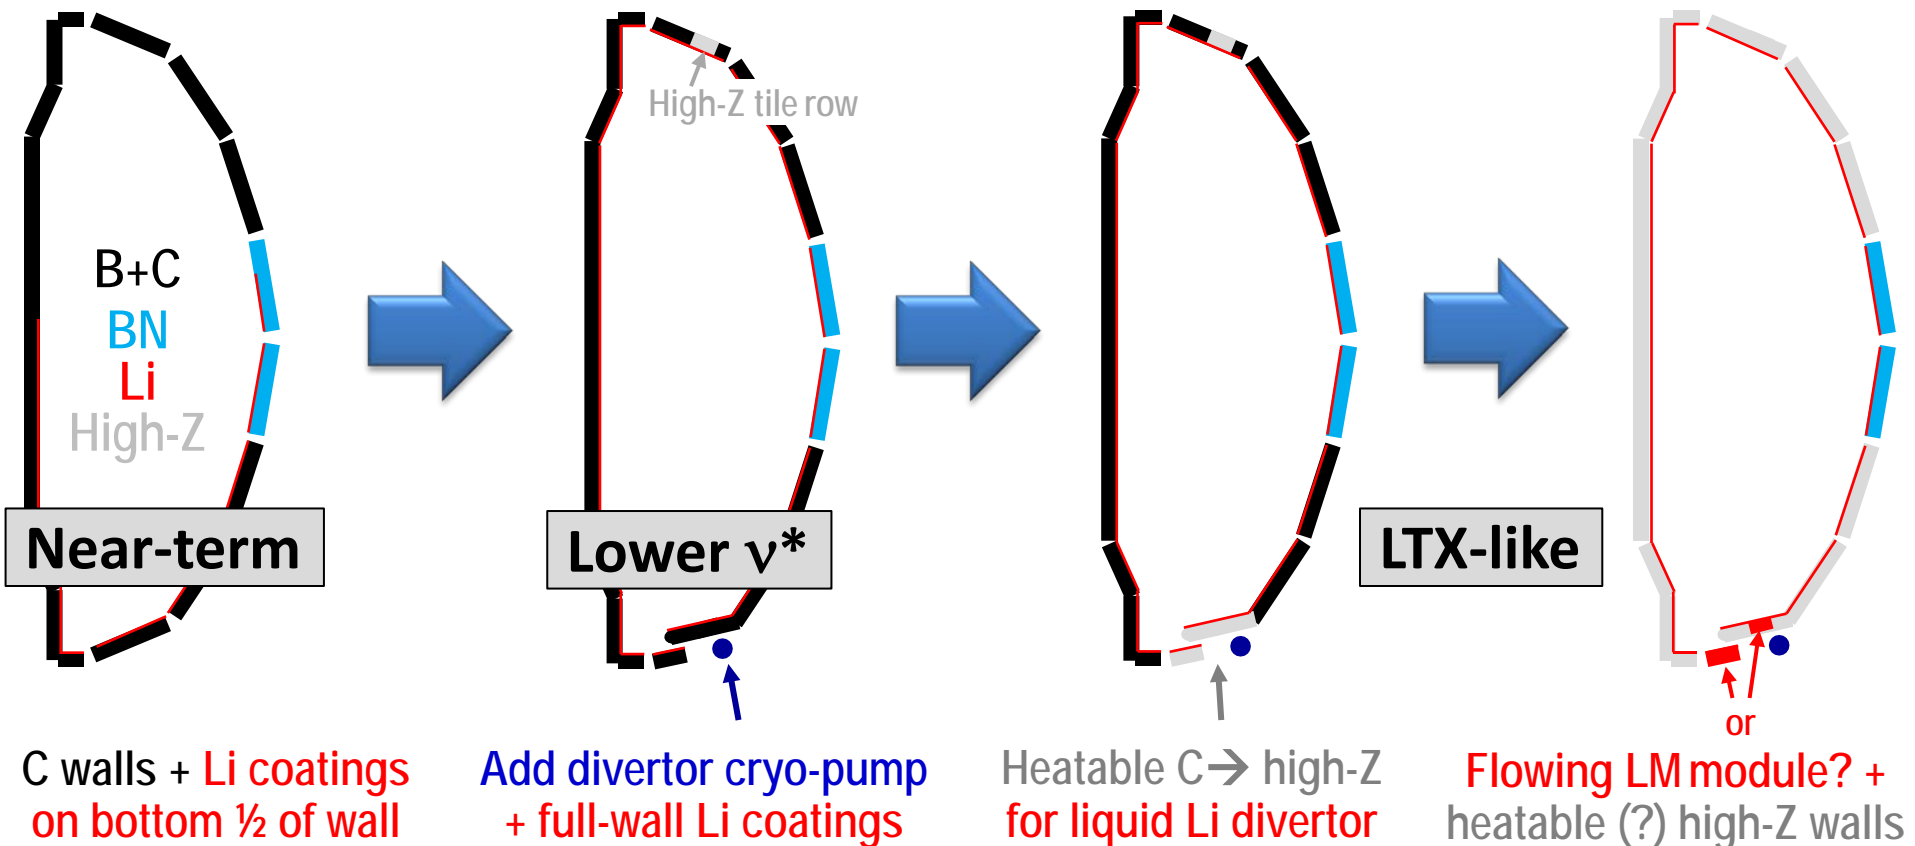 High-Z tile row
B+C
BN
Li
High-Z
Near-term
Lower ν*
LTX-like
or
C walls + Li coatings
on bottom ½ of wall
Add divertor cryo-pump
+ full-wall Li coatings
Heatable C→ high-Z
for liquid Li divertor
Flowing LM module? +
heatable (?) high-Z walls